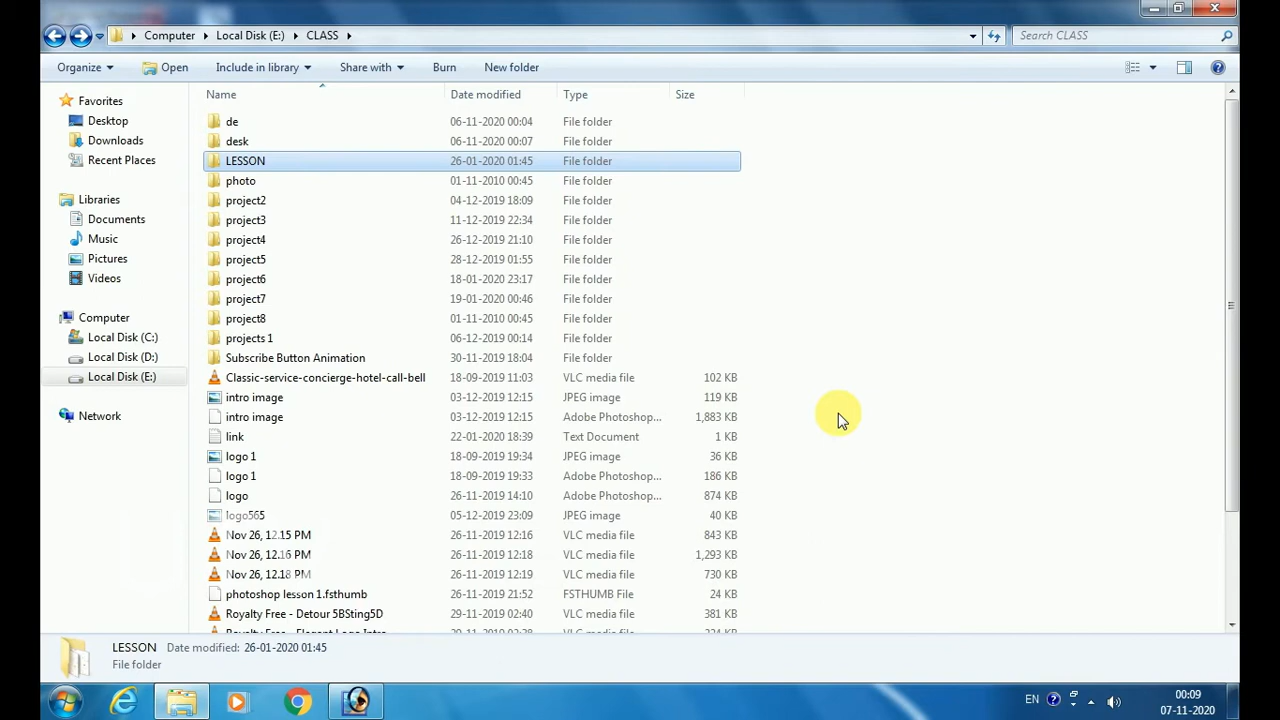 Computer Local Disk (E:) CLASS Search CLASS
Organize Open Include in library Share with Burn New folder
Name Date modified Type Size
Favorites
Desktop
Downloads
Recent Places
Libraries
Documents
Music
Pictures
Videos
Computer
Local Disk (C:)
Local Disk (D:)
Local Disk (E:)
Network
de 06-11-2020 00:04 File folder
desk 06-11-2020 00:07 File folder
LESSON 26-01-2020 01:45 File folder
photo 01-11-2010 00:45 File folder
project2 04-12-2019 18:09 File folder
project3 11-12-2019 22:34 File folder
project4 26-12-2019 21:10 File folder
project5 28-12-2019 01:55 File folder
project6 18-01-2020 23:17 File folder
project7 19-01-2020 00:46 File folder
project8 01-11-2010 00:45 File folder
projects 1 06-12-2019 00:14 File folder
Subscribe Button Animation 30-11-2019 18:04 File folder
Classic-service-concierge-hotel-call-bell 18-09-2019 11:03 VLC media file 102 KB
intro image 03-12-2019 12:15 JPEG image 119 KB
intro image 03-12-2019 12:15 Adobe Photoshop... 1,883 KB
link 22-01-2020 18:39 Text Document 1 KB
logo 1 18-09-2019 19:34 JPEG image 36 KB
logo 1 18-09-2019 19:33 Adobe Photoshop... 186 KB
logo 26-11-2019 14:10 Adobe Photoshop... 874 KB
logo565 05-12-2019 23:09 JPEG image 40 KB
Nov 26, 12.15 PM 26-11-2019 12:16 VLC media file 843 KB
Nov 26, 12.16 PM 26-11-2019 12:18 VLC media file 1,293 KB
Nov 26, 12.18 PM 26-11-2019 12:19 VLC media file 730 KB
photoshop lesson 1.fsthumb 26-11-2019 21:52 FSTHUMB File 24 KB
Royalty Free - Detour 5BSting5D 29-11-2019 02:40 VLC media file 381 KB
Royalty Free - Elegant Logo Intro 29-11-2019 VLC media file KB
LESSON Date modified: 26-01-2020 01:45
File folder
EN 00:09
07-11-2020